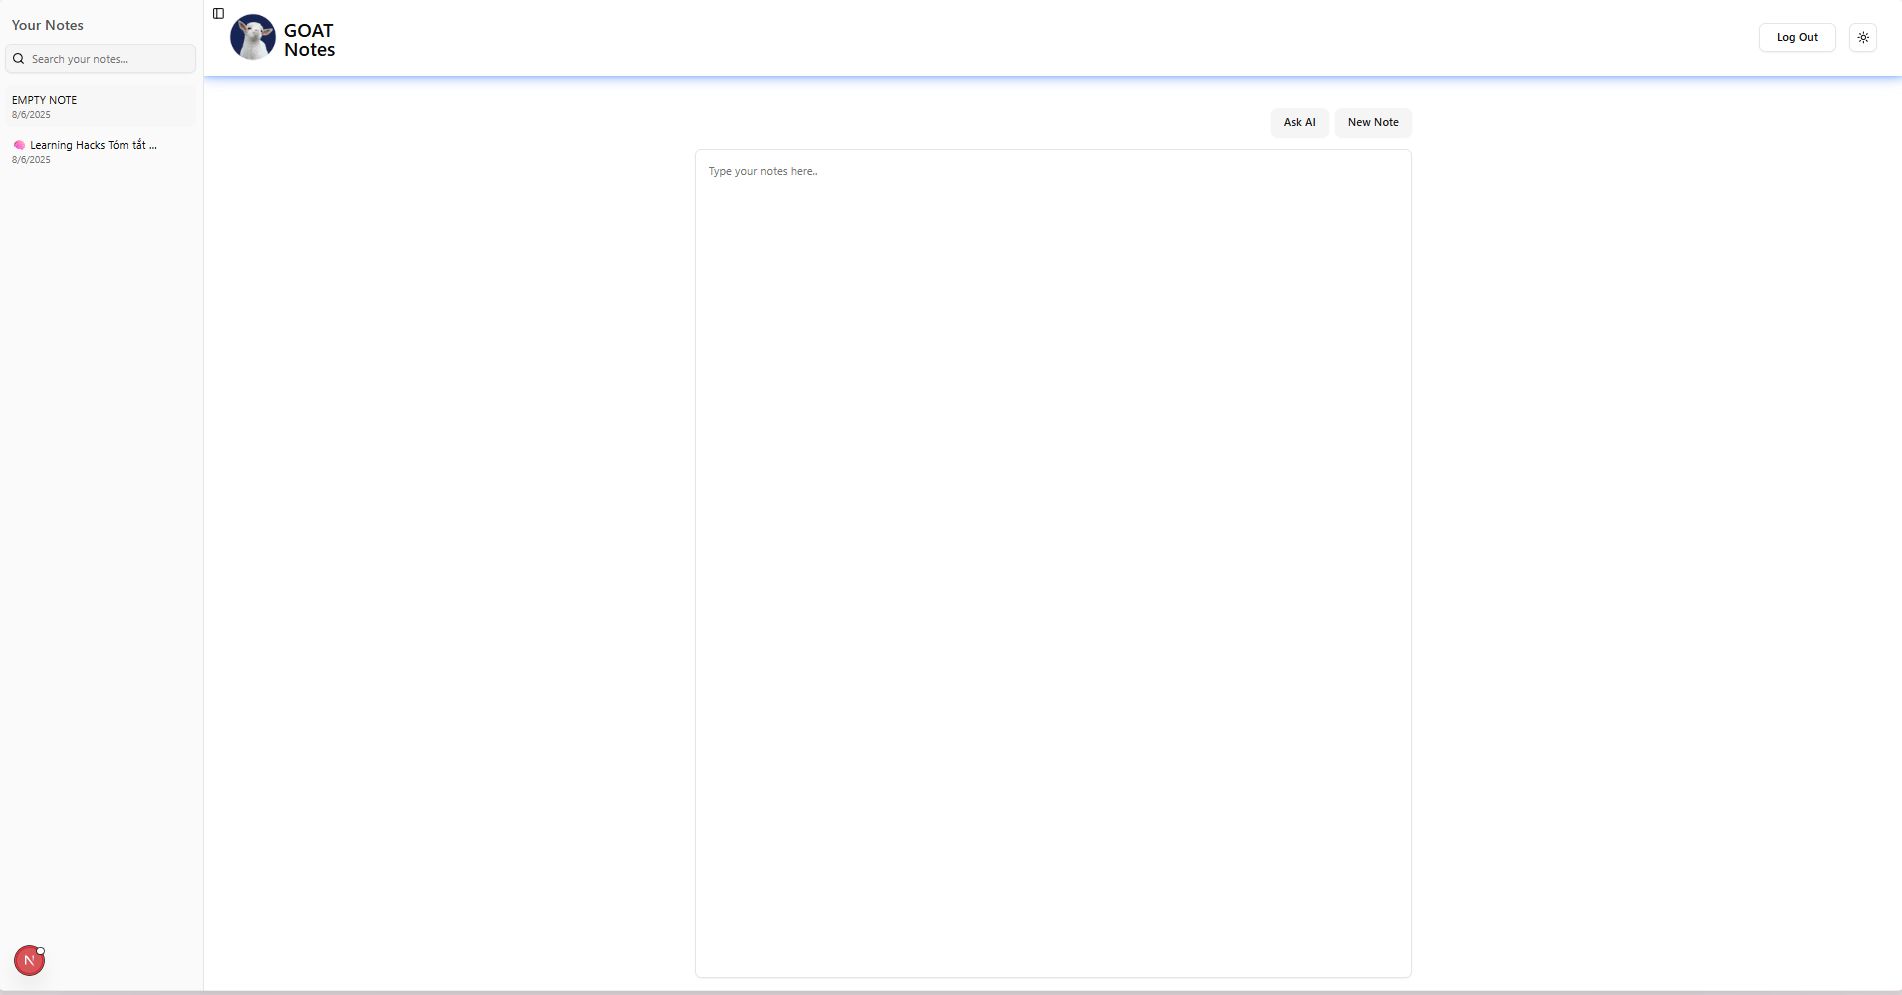 Your Notes
Search your notes...
EMPTY NOTE
8/6/2025
🧠 Learning Hacks Tóm tắt ...
8/6/2025
GOAT
Notes
Log Out
Ask AI
New Note
Type your notes here..
N